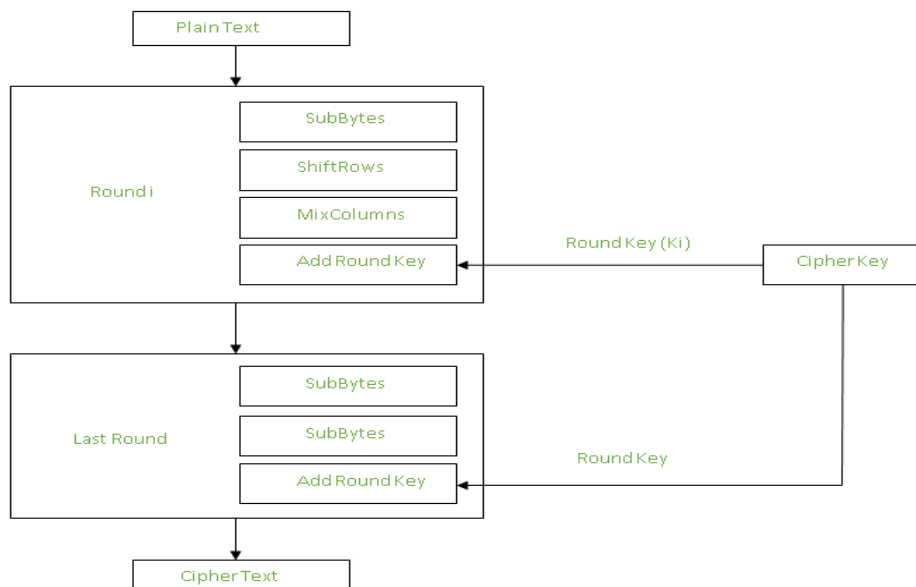 Plain Text
SubBytes
ShiftRows
Round i
MixColumns
Round Key (Ki)
Add Round Key
Cipher Key
SubBytes
SubBytes
Last Round
Round Key
Add Round Key
Cipher Text